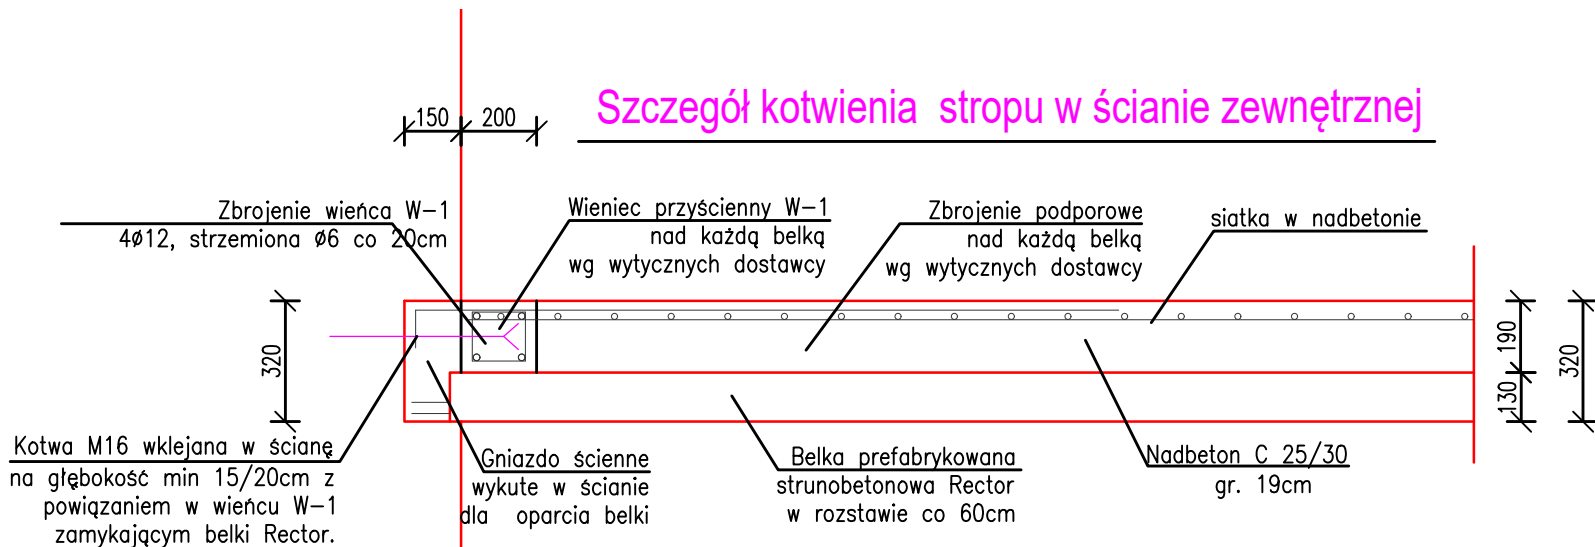 Szczegół kotwienia stropu w ścianie zewnętrznej
150
200
Zbrojenie wieńca W-1
4ø12, strzemiona ø6 co 20cm
Wieniec przyścienny W-1
nad każdą belką
wg wytycznych dostawcy
Zbrojenie podporowe
nad każdą belką
wg wytycznych dostawcy
siatka w nadbetonie
320
190
130
320
Kotwa M16 wklejana w ścianę
na głębokość min 15/20cm z
powiązaniem w wieńcu W-1
zamykającym belki Rector.
Gniazdo ścienne
wykute w ścianie
dla oparcia belki
Belka prefabrykowana
strunobetonowa Rector
w rozstawie co 60cm
Nadbeton C 25/30
gr. 19cm